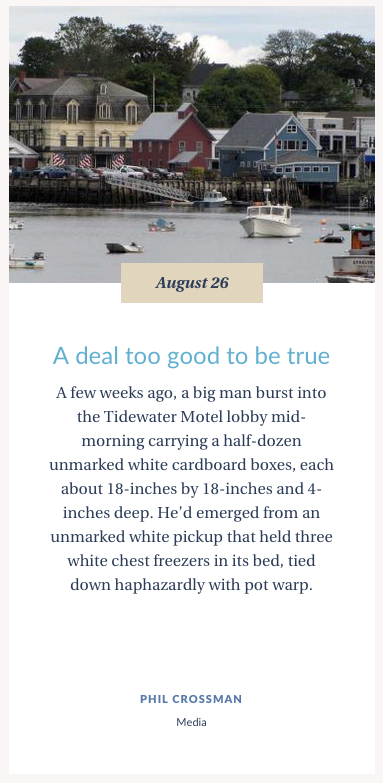 August 26
A deal too good to be true
A few weeks ago, a big man burst into
the Tidewater Motel lobby mid-
morning carrying a half-dozen
unmarked white cardboard boxes, each
about 18-inches by 18-inches and 4-
inches deep. He’d emerged from an
unmarked white pickup that held three
white chest freezers in its bed, tied
down haphazardly with pot warp.
PHIL CROSSMAN
Media